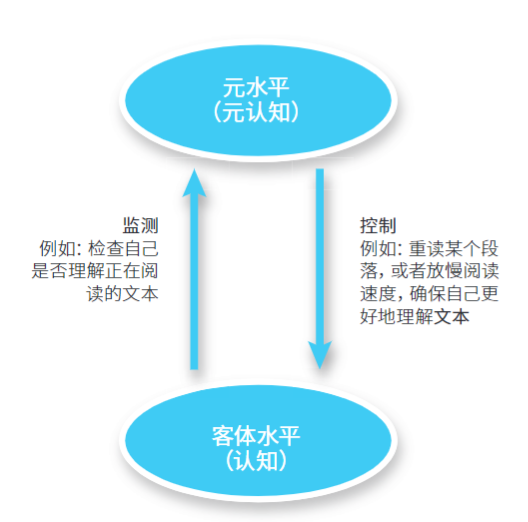 元水平
（元认知）
监测
例如：检查自己
是否理解正在阅
读的文本
控制
例如：重读某个段
落，或者放慢阅读
速度，确保自己更
好地理解文本
客体水平
（认知）